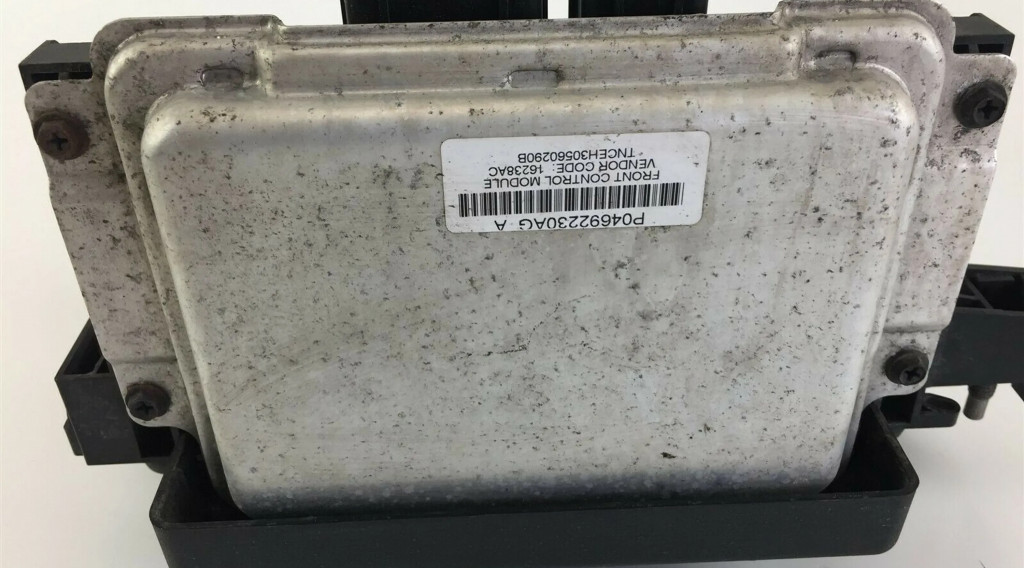 P04692230AG A
FRONT CONTROL MODULE
VENDOR CODE: 16238AC
TNCEH30560290B